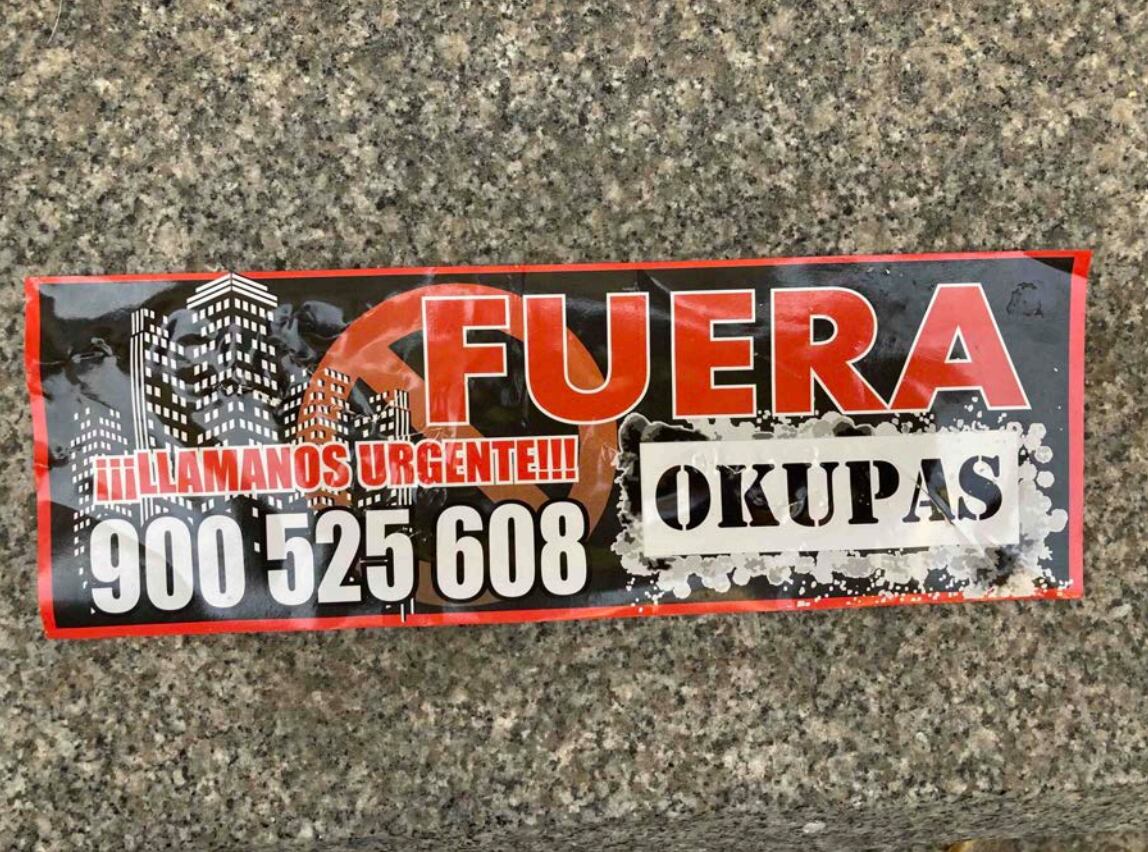 FUERA
¡¡¡LLAMANOS URGENTE!!!
OKUPAS
900 525 608